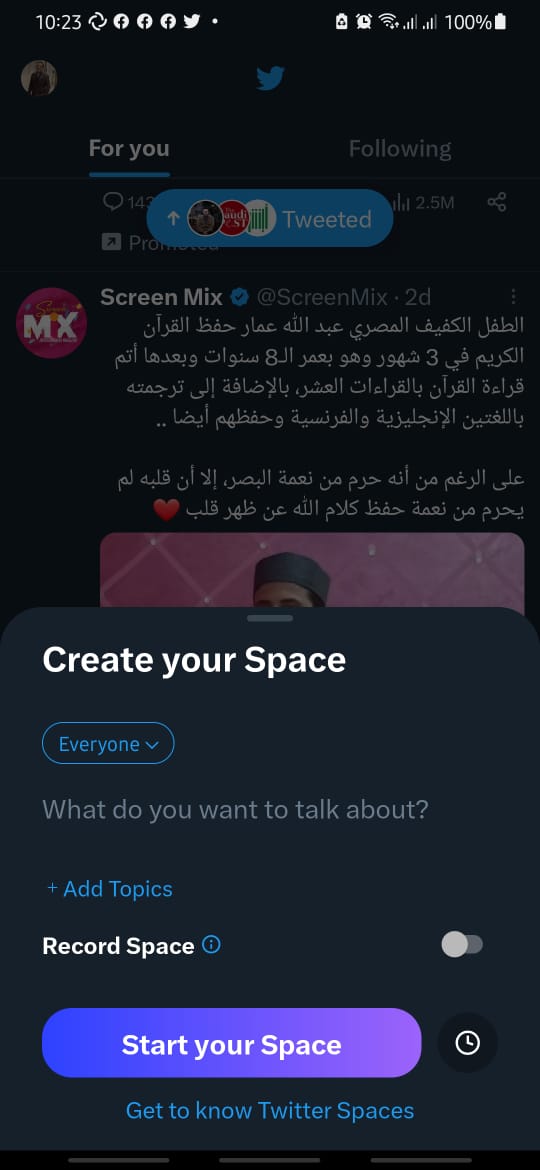 10:23
100%
For you
Following
143
Tweeted
2.5M
Promoted
Screen Mix @ScreenMix · 2d
الطفل الكفيف المصري عبد الله عمار حفظ القرآن
الكريم في 3 شهور وهو بعمر الـ8 سنوات وبعدها أتم
قراءة القرآن بالقراءات العشر، بالإضافة إلى ترجمته
باللغتين الإنجليزية والفرنسية وحفظهم أيضا ..
على الرغم من أنه حرم من نعمة البصر، إلا أن قلبه لم
يحرم من نعمة حفظ كلام الله عن ظهر قلب ❤️
Create your Space
Everyone
What do you want to talk about?
+ Add Topics
Record Space
Start your Space
Get to know Twitter Spaces